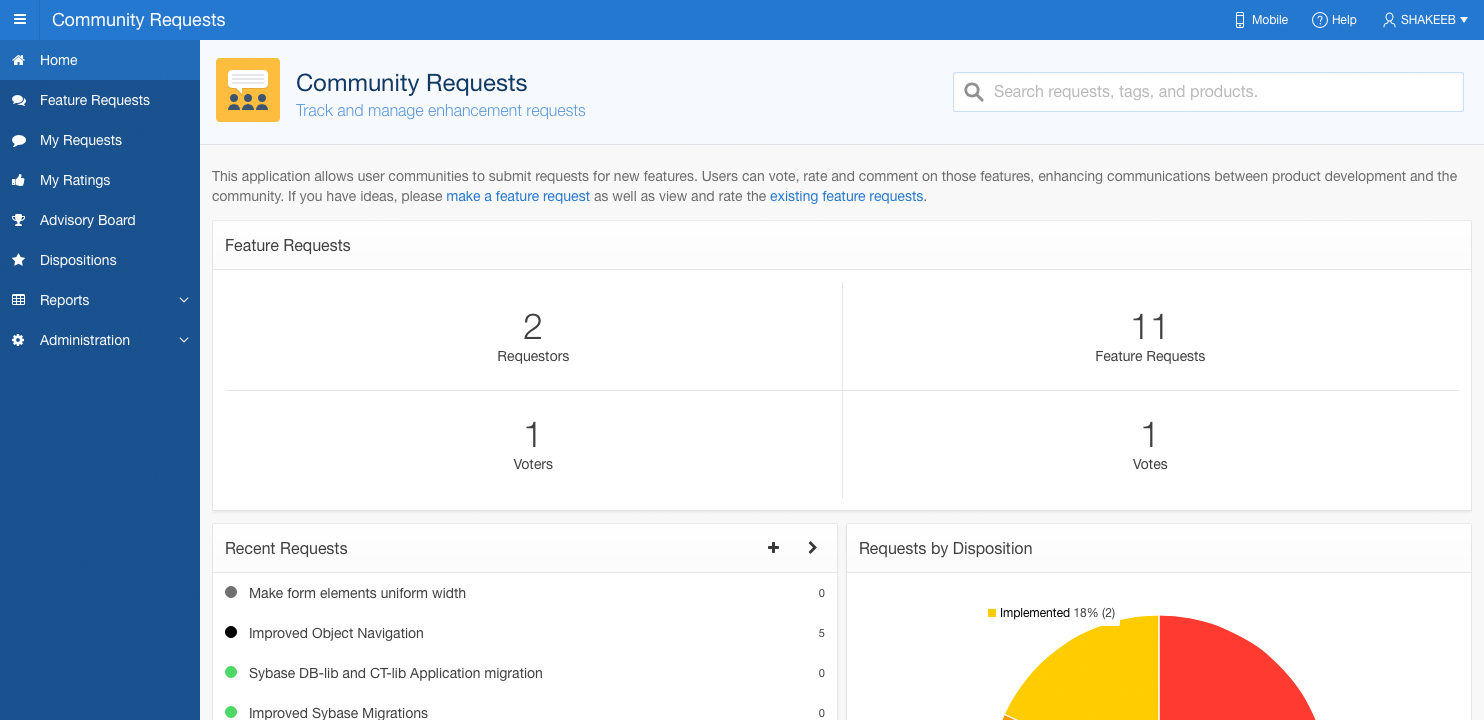 Community Requests
Mobile
Help
SHAKEEB
Home
Feature Requests
My Requests
My Ratings
Advisory Board
Dispositions
Reports
Administration
Community Requests
Track and manage enhancement requests
Search requests, tags, and products.
This application allows user communities to submit requests for new features. Users can vote, rate and comment on those features, enhancing communications between product development and the
community. If you have ideas, please make a feature request as well as view and rate the existing feature requests.
Feature Requests
2
Requestors
11
Feature Requests
1
Voters
1
Votes
Recent Requests
Make form elements uniform width 0
Improved Object Navigation 5
Sybase DB-lib and CT-lib Application migration 0
Improved Sybase Migrations 0
Requests by Disposition
Implemented 18% (2)